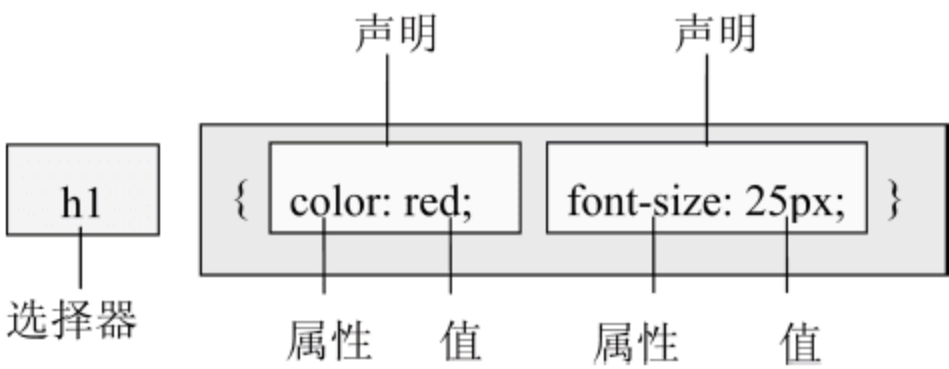 声明 声明
h1 { color: red; font-size: 25px; }
选择器
属性 值 属性 值